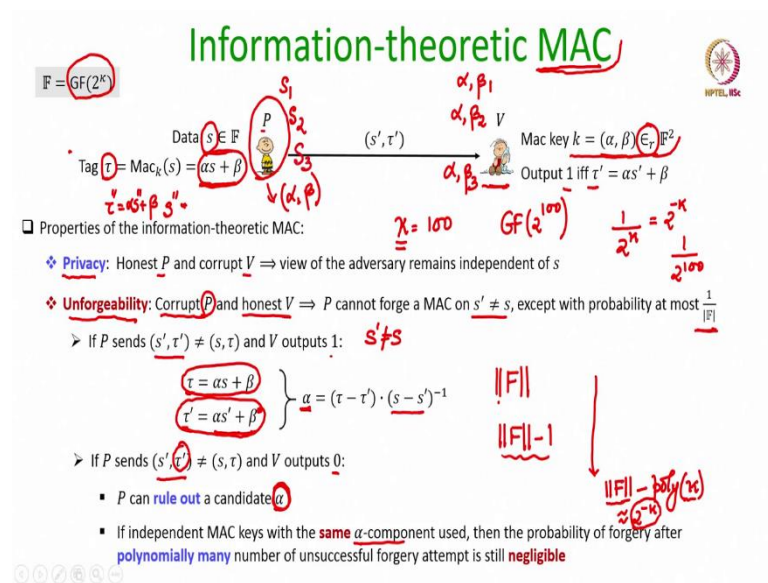 Information-theoretic MAC
𝔽 = GF(2^κ)
NPTEL, IISc
S₁
S₂
S₃
α, β₁
α, β₂
α, β₃
P
V
Data s ∈ 𝔽
(s′, τ′)
Mac key k = (α, β) ∈ᵣ 𝔽²
Tag τ = Macₖ(s) = αs + β
Output 1 iff τ′ = αs′ + β
τ″ = αs″ + β s″
(α, β)
❑ Properties of the information-theoretic MAC:
κ = 100 GF(2^100) 1/2^κ = 2^-κ
1/2^100
❖ Privacy: Honest P and corrupt V ⟹ view of the adversary remains independent of s
❖ Unforgeability: Corrupt P and honest V ⟹ P cannot forge a MAC on s′ ≠ s, except with probability at most 1/|𝔽|
➢ If P sends (s′, τ′) ≠ (s, τ) and V outputs 1: s′≠s
τ = αs + β
τ′ = αs′ + β
α = (τ − τ′) · (s − s′)⁻¹
||F||
||F||-1
➢ If P sends (s′, τ′) ≠ (s, τ) and V outputs 0:
||F|| - poly(κ)
≈ 2^-κ
▪ P can rule out a candidate α
▪ If independent MAC keys with the same α-component used, then the probability of forgery after
polynomially many number of unsuccessful forgery attempt is still negligible